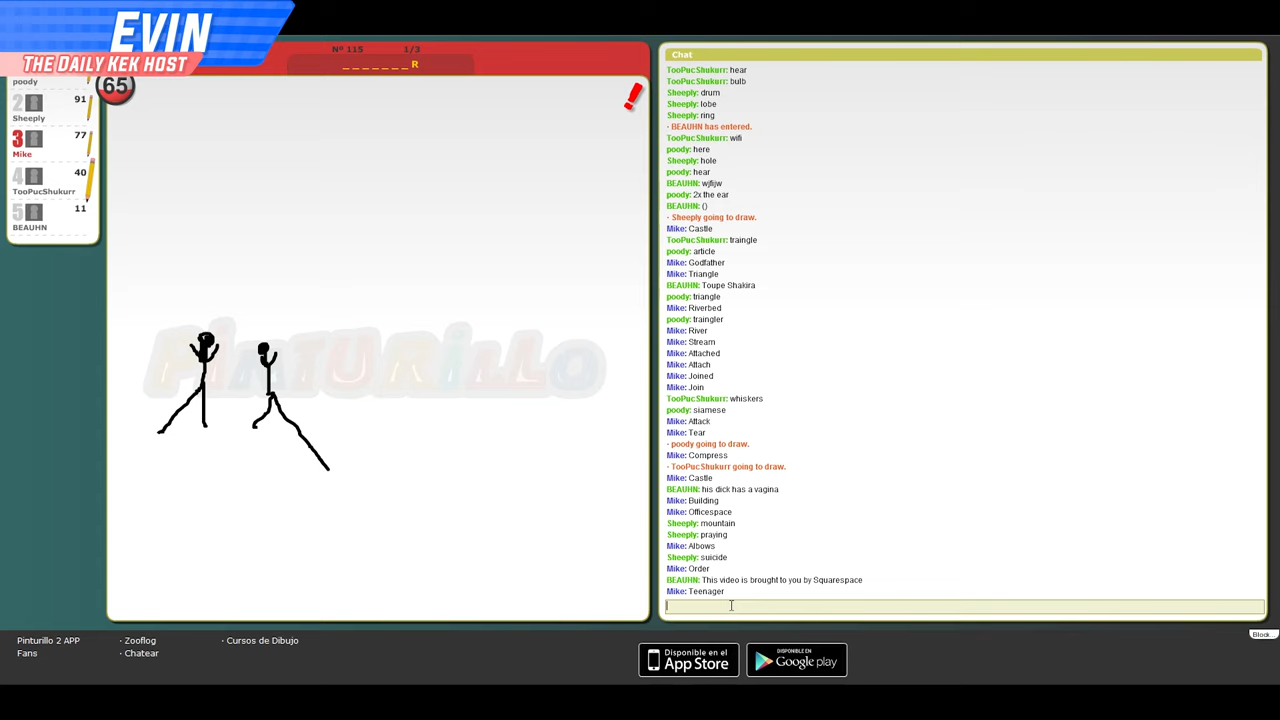 EVIN
THE DAILY KEK HOST
Nº 115 1/3
_ _ _ _ _ _ _ R
65
poody
2 91
Sheeply
3 77
Mike
4 40
TooPucShukurr
5 11
BEAUHN
PinTURilLo
Chat
TooPucShukurr: hear
TooPucShukurr: bulb
Sheeply: drum
Sheeply: lobe
Sheeply: ring
· BEAUHN has entered.
TooPucShukurr: wifi
poody: here
Sheeply: hole
poody: hear
BEAUHN: wjfijw
poody: 2x the ear
BEAUHN: ()
· Sheeply going to draw.
Mike: Castle
TooPucShukurr: traingle
poody: article
Mike: Godfather
Mike: Triangle
BEAUHN: Toupe Shakira
poody: triangle
Mike: Riverbed
poody: traingler
Mike: River
Mike: Stream
Mike: Attached
Mike: Attach
Mike: Joined
Mike: Join
TooPucShukurr: whiskers
poody: siamese
Mike: Attack
Mike: Tear
· poody going to draw.
Mike: Compress
· TooPucShukurr going to draw.
Mike: Castle
BEAUHN: his dick has a vagina
Mike: Building
Mike: Officespace
Sheeply: mountain
Sheeply: praying
Mike: Albows
Sheeply: suicide
Mike: Order
BEAUHN: This video is brought to you by Squarespace
Mike: Teenager
Block...
Pinturillo 2 APP · Zooflog · Cursos de Dibujo
Fans · Chatear
Disponible en el
App Store
DISPONIBLE EN
Google play